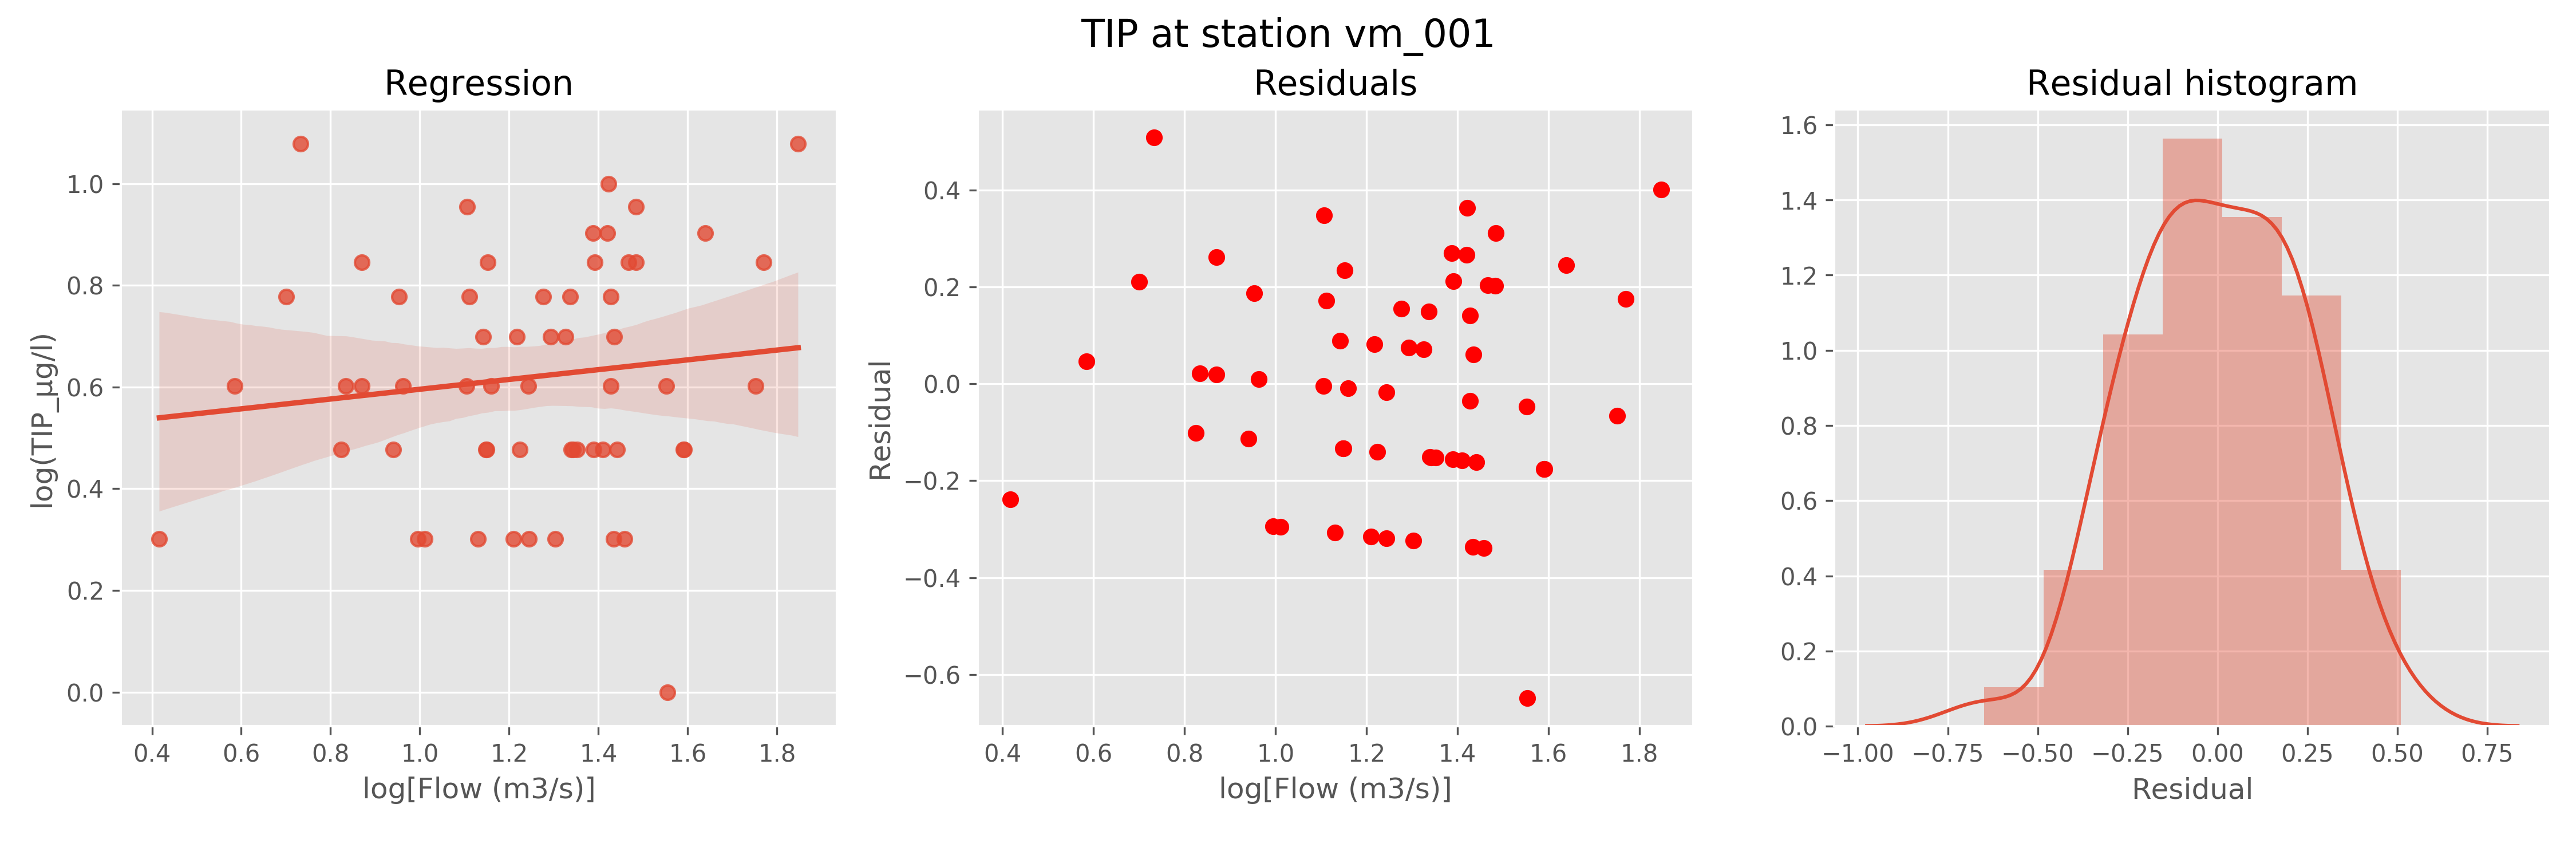 TIP at station vm_001
Regression
log(TIP_µg/l)
1.0
0.8
0.6
0.4
0.2
0.0
0.4 0.6 0.8 1.0 1.2 1.4 1.6 1.8
log[Flow (m3/s)]
Residuals
Residual
0.4
0.2
0.0
−0.2
−0.4
−0.6
0.4 0.6 0.8 1.0 1.2 1.4 1.6 1.8
log[Flow (m3/s)]
Residual histogram
1.6
1.4
1.2
1.0
0.8
0.6
0.4
0.2
0.0
−1.00 −0.75 −0.50 −0.25 0.00 0.25 0.50 0.75
Residual